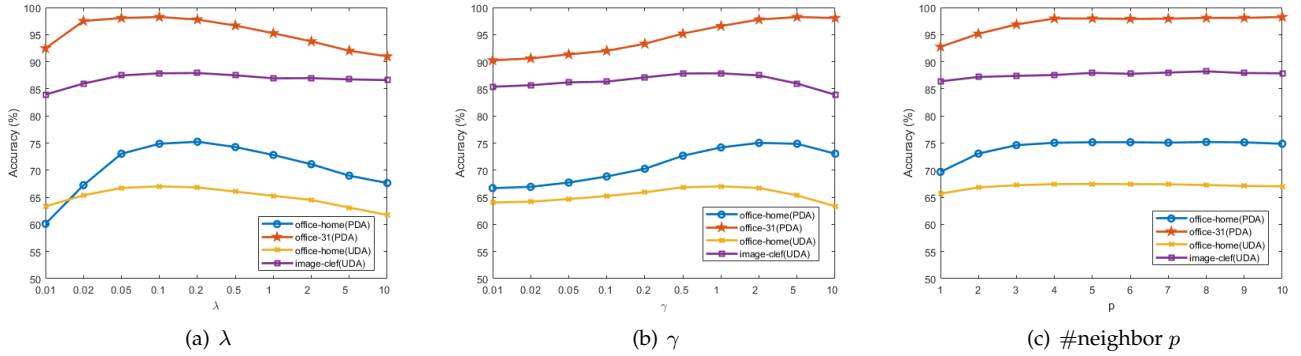 100
95
90
85
80
75
70
65
60
55
50
Accuracy (%)
0.01 0.02 0.05 0.1 0.2 0.5 1 2 5 10
λ
office-home(PDA)
office-31(PDA)
office-home(UDA)
image-clef(UDA)
(a) λ
100
95
90
85
80
75
70
65
60
55
50
Accuracy (%)
0.01 0.02 0.05 0.1 0.2 0.5 1 2 5 10
γ
office-home(PDA)
office-31(PDA)
office-home(UDA)
image-clef(UDA)
(b) γ
100
95
90
85
80
75
70
65
60
55
50
Accuracy (%)
1 2 3 4 5 6 7 8 9 10
p
office-home(PDA)
office-31(PDA)
office-home(UDA)
image-clef(UDA)
(c) #neighbor p